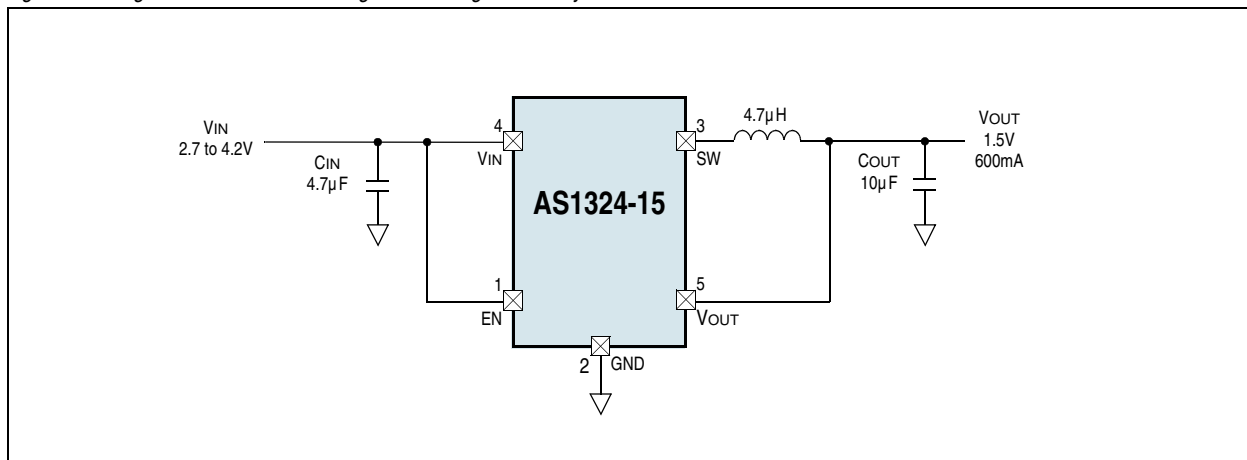 VIN
2.7 to 4.2V
CIN
4.7µF
4
VIN
1
EN
AS1324-15
2
GND
3
SW
4.7µH
5
VOUT
COUT
10µF
VOUT
1.5V
600mA